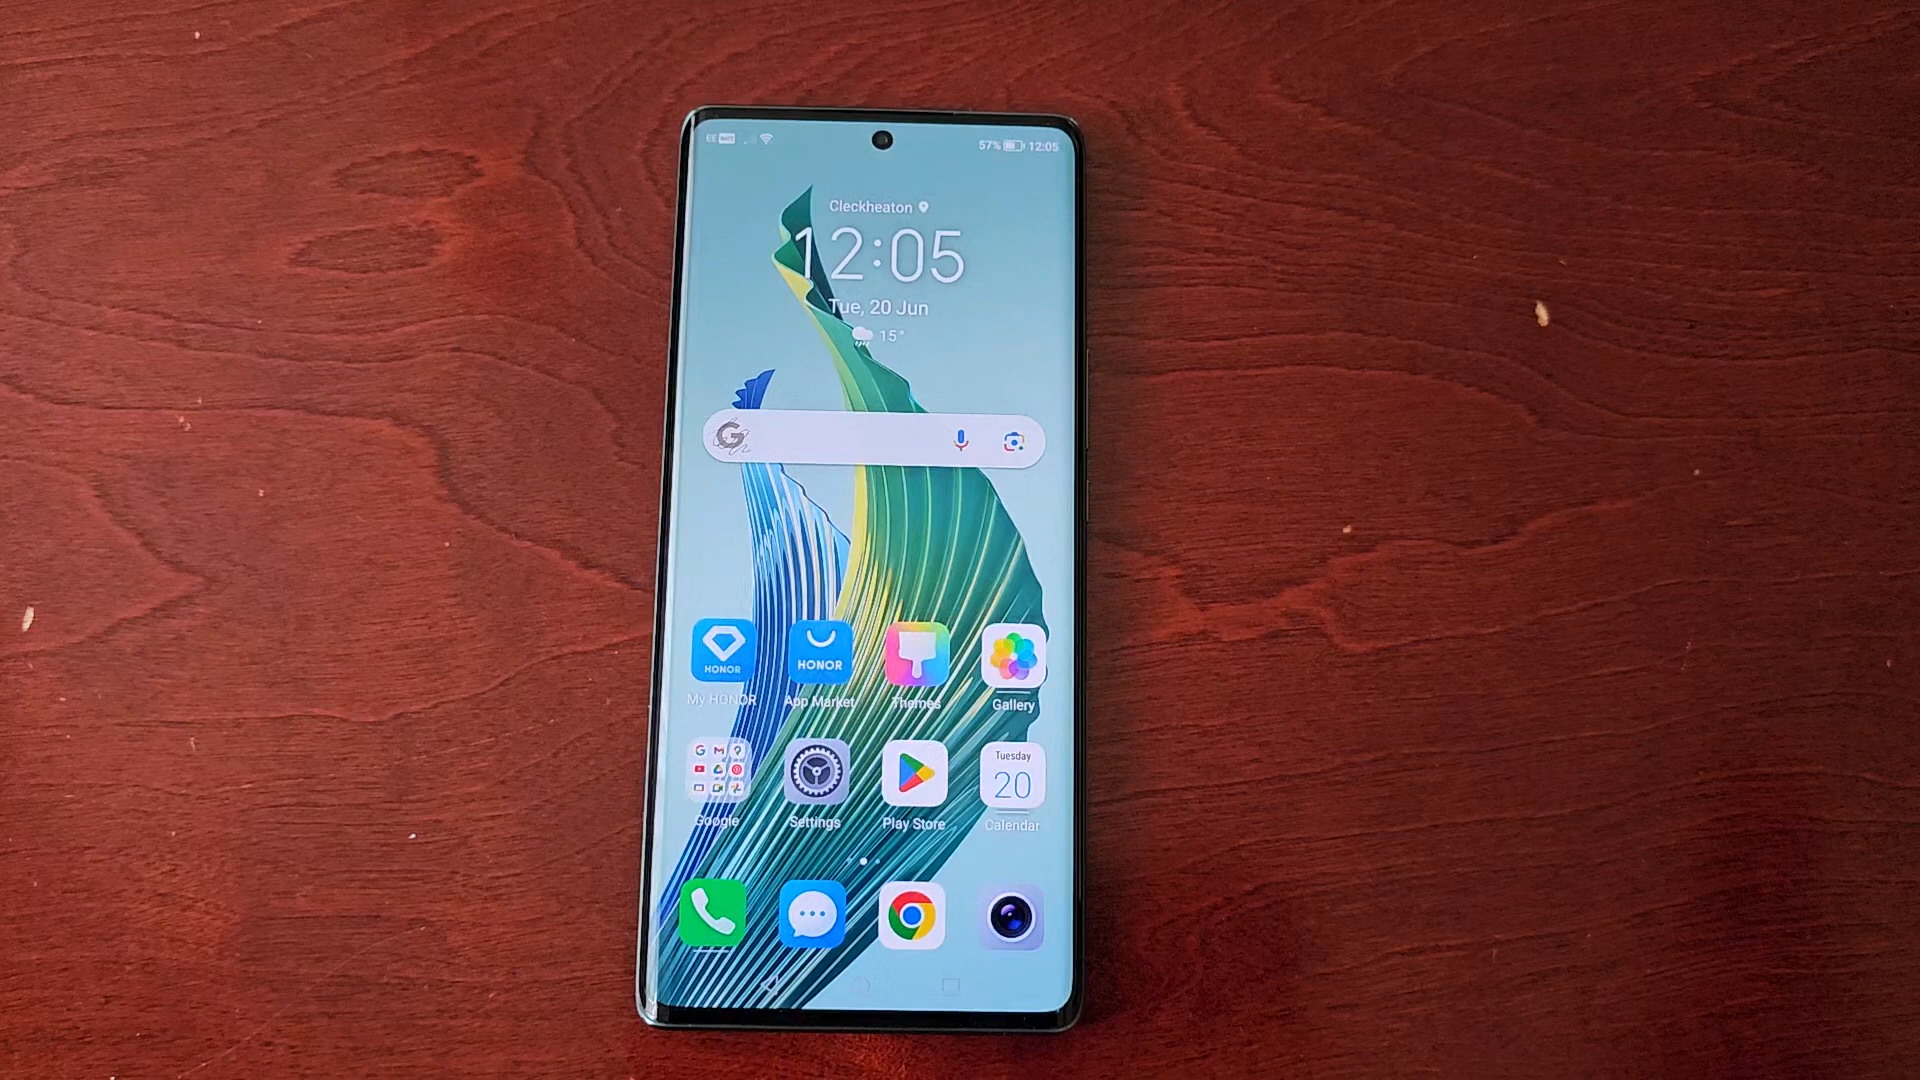 EE
57% 12:05
Cleckheaton
12:05
Tue, 20 Jun
15°
G
HONOR HONOR
My HONOR App Market Themes Gallery
Tuesday
20
Google Settings Play Store Calendar